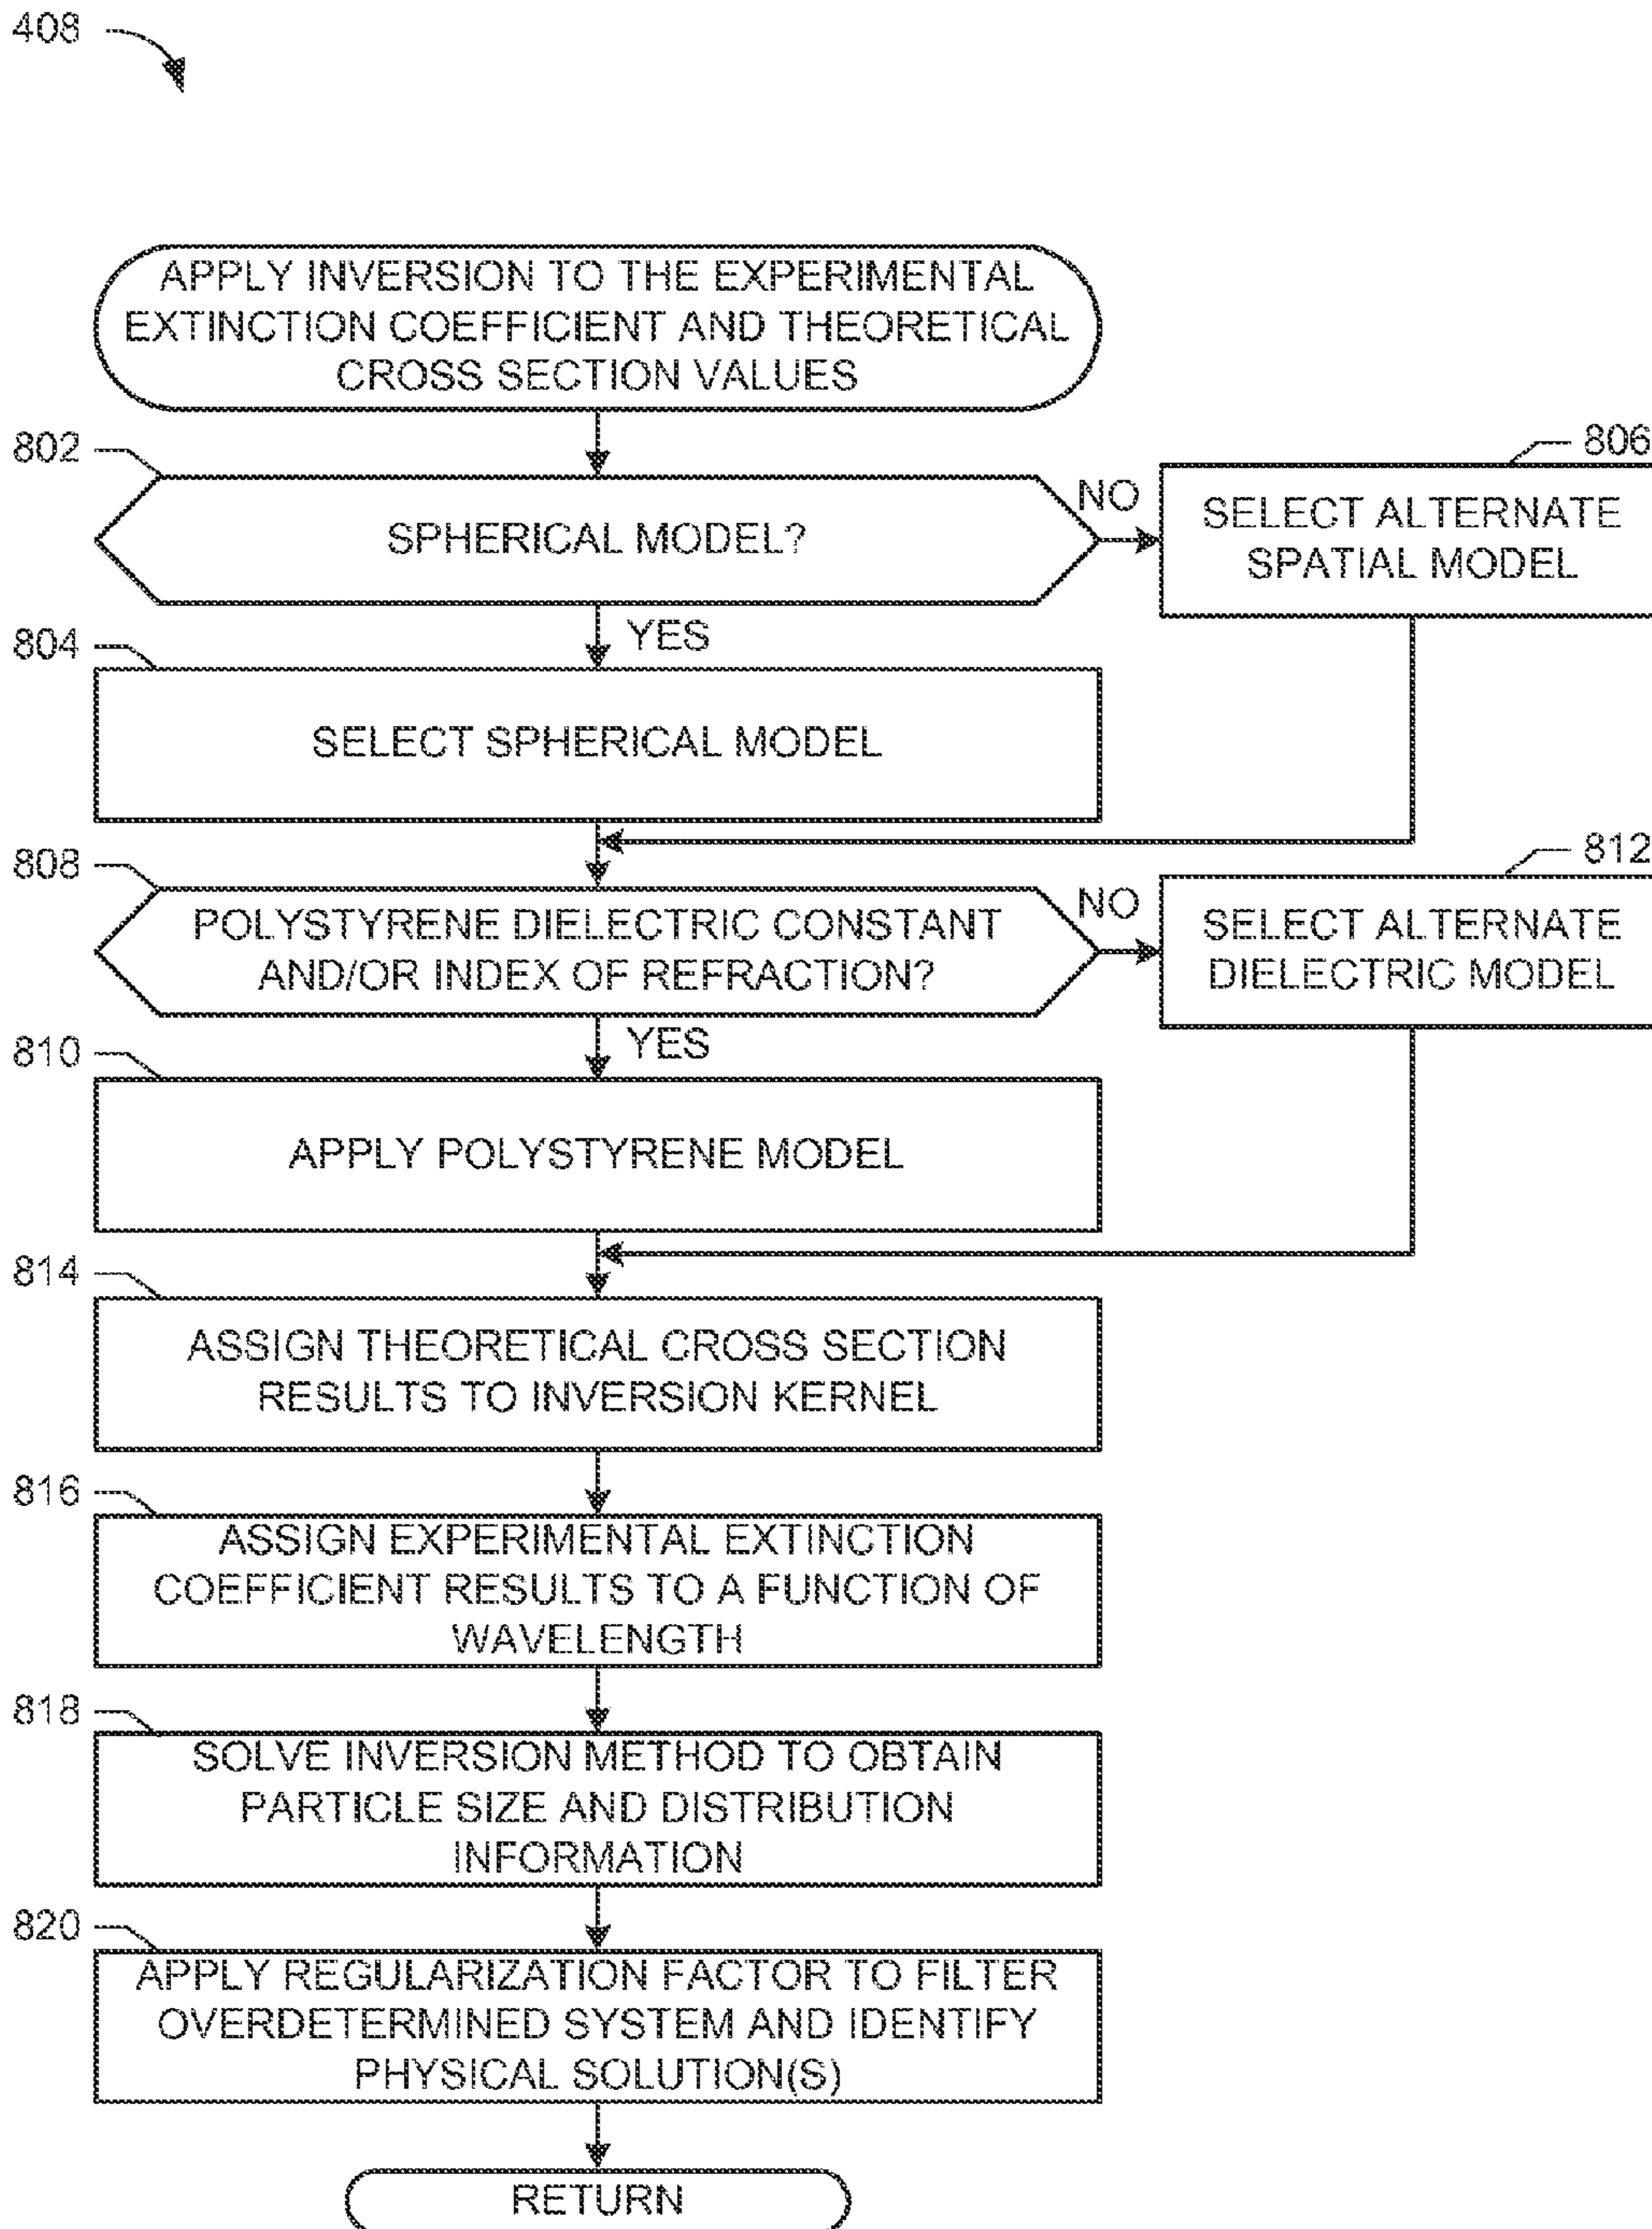 408
APPLY INVERSION TO THE EXPERIMENTAL
EXTINCTION COEFFICIENT AND THEORETICAL
CROSS SECTION VALUES
802
SPHERICAL MODEL?
NO
806
SELECT ALTERNATE
SPATIAL MODEL
YES
804
SELECT SPHERICAL MODEL
808
POLYSTYRENE DIELECTRIC CONSTANT
AND/OR INDEX OF REFRACTION?
NO
812
SELECT ALTERNATE
DIELECTRIC MODEL
YES
810
APPLY POLYSTYRENE MODEL
814
ASSIGN THEORETICAL CROSS SECTION
RESULTS TO INVERSION KERNEL
816
ASSIGN EXPERIMENTAL EXTINCTION
COEFFICIENT RESULTS TO A FUNCTION OF
WAVELENGTH
818
SOLVE INVERSION METHOD TO OBTAIN
PARTICLE SIZE AND DISTRIBUTION
INFORMATION
820
APPLY REGULARIZATION FACTOR TO FILTER
OVERDETERMINED SYSTEM AND IDENTIFY
PHYSICAL SOLUTION(S)
RETURN